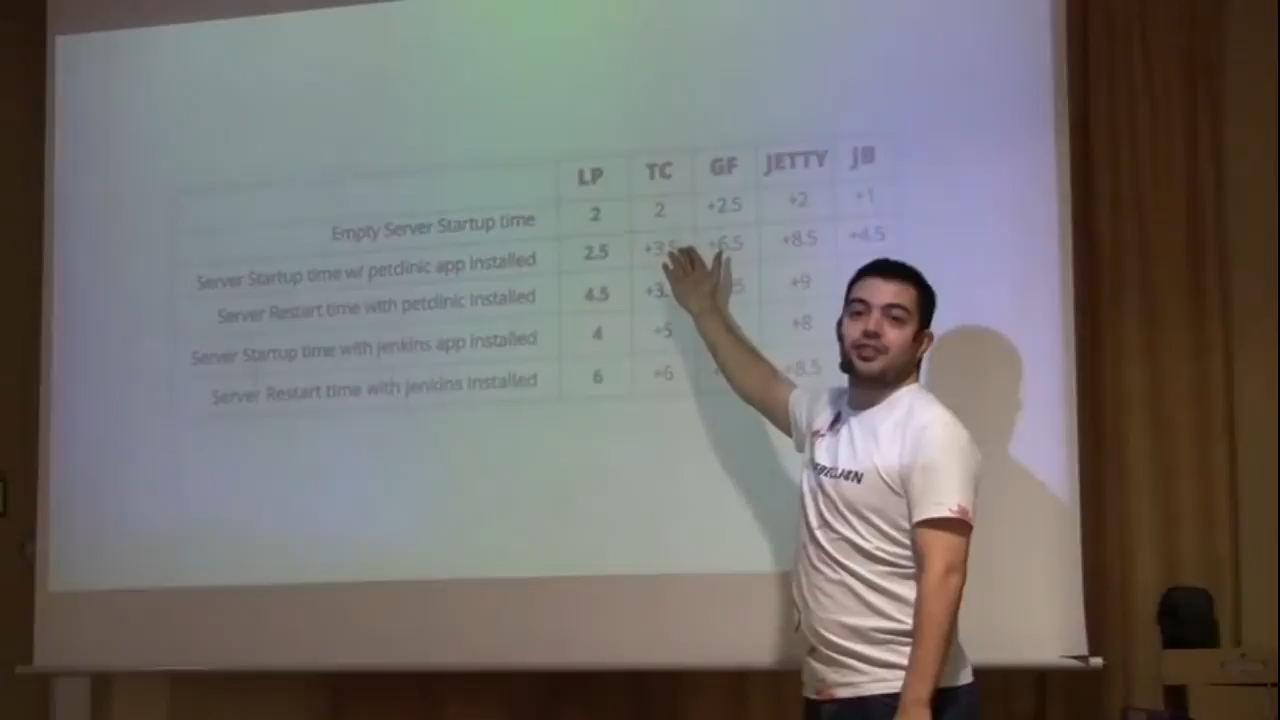 LP TC GF JETTY JB
Empty Server Startup time 2 2 +2.5 +2 +1
Server Startup time w/ petclinic app installed 2.5 +3.5 +6.5 +8.5 +4.5
Server Restart time with petclinic installed 4.5 +9
Server Startup time with jenkins app installed 4 +5 +8
Server Restart time with jenkins installed 6 +6 +8.5